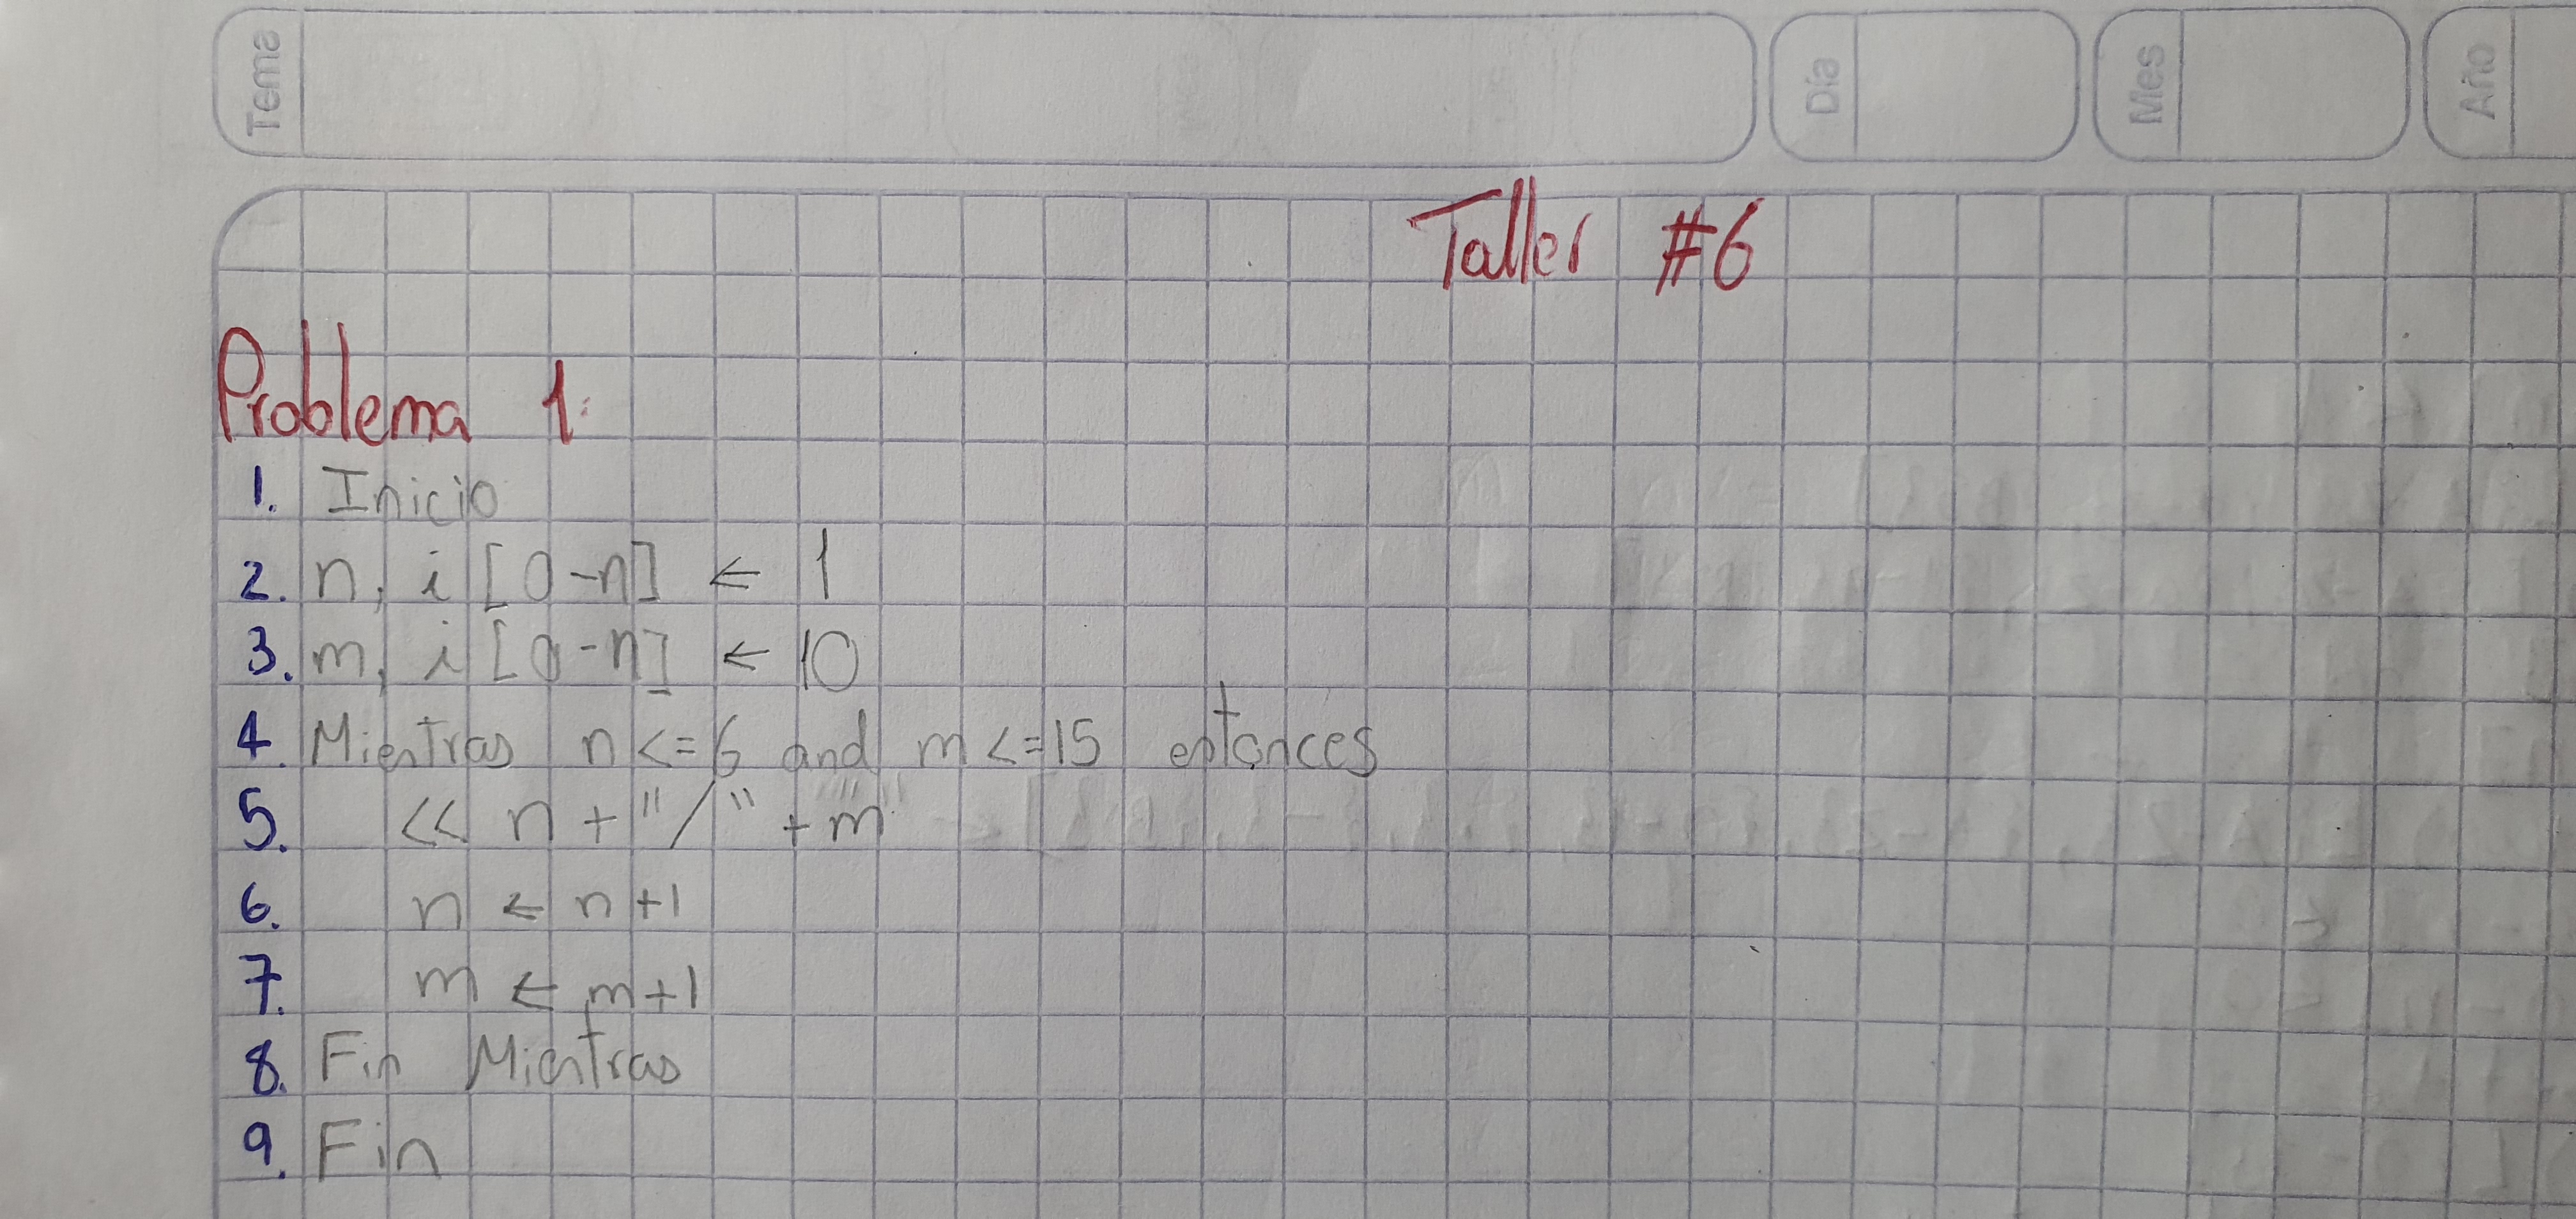 Tema Día Mes Año
Taller #6
Problema 1:
1. Inicio
2. n, i [0-n] ← 1
3. m, i [0-n] ← 10
4. Mientras n <= 6 and m <= 15 entonces
5. << n + "/" + m
6. n ← n+1
7. m ← m+1
8. Fin Mientras
9. Fin